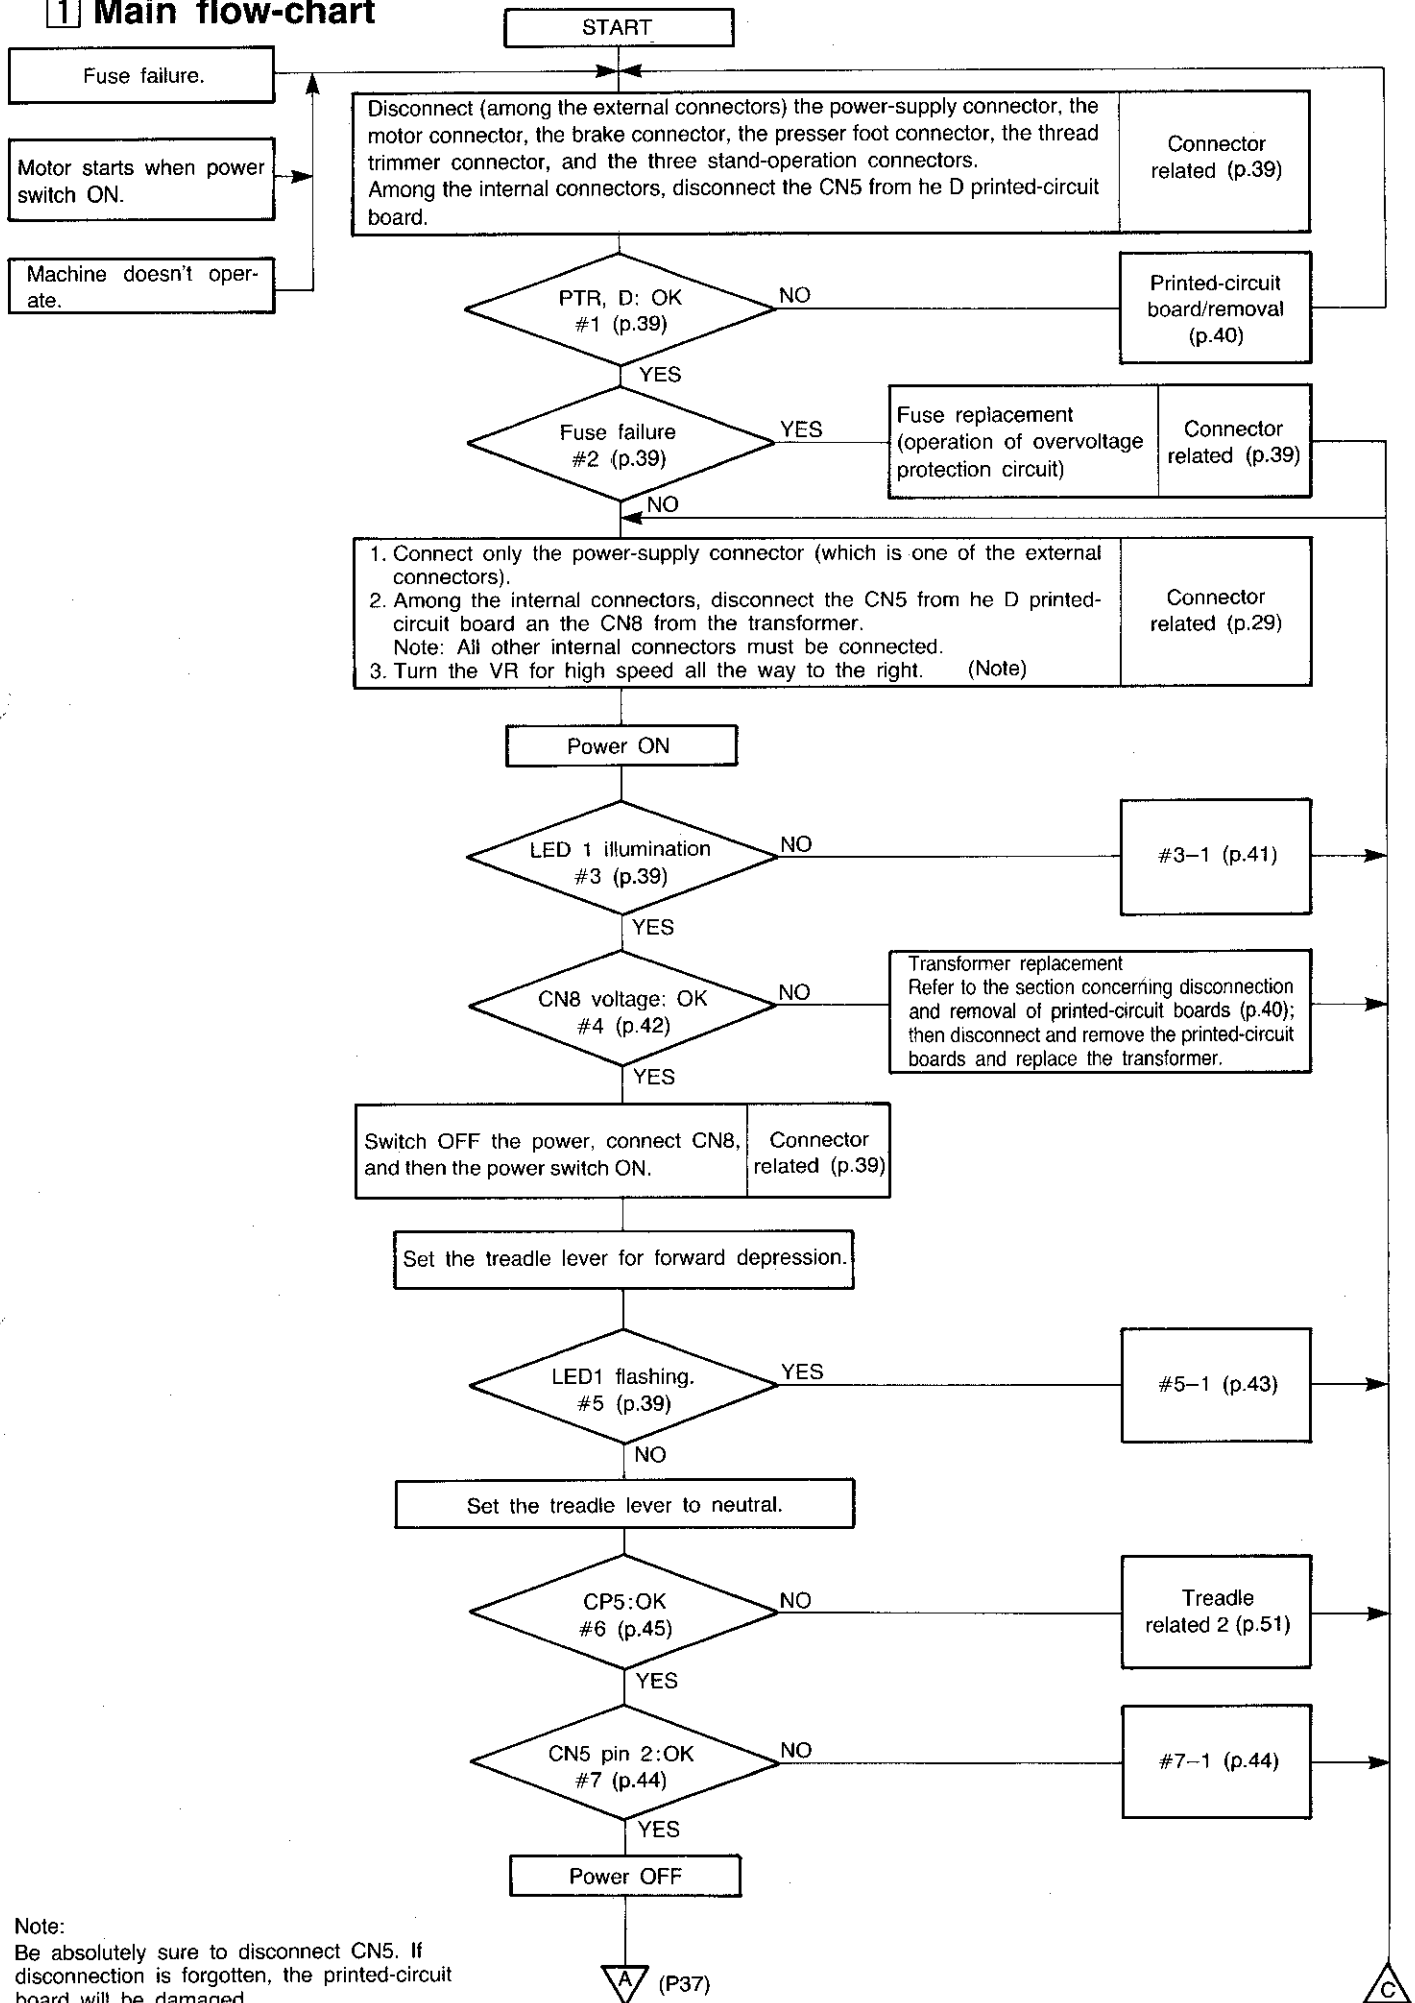 1 Main flow-chart
START
Fuse failure.
Motor starts when power
switch ON.
Machine doesn't oper-
ate.
Disconnect (among the external connectors) the power-supply connector, the
motor connector, the brake connector, the presser foot connector, the thread
trimmer connector, and the three stand-operation connectors.
Among the internal connectors, disconnect the CN5 from he D printed-circuit
board.
Connector
related (p.39)
PTR, D: OK
#1 (p.39)
NO
Printed-circuit
board/removal
(p.40)
YES
Fuse failure
#2 (p.39)
YES
Fuse replacement
(operation of overvoltage
protection circuit)
Connector
related (p.39)
NO
1. Connect only the power-supply connector (which is one of the external
connectors).
2. Among the internal connectors, disconnect the CN5 from he D printed-
circuit board an the CN8 from the transformer.
Note: All other internal connectors must be connected.
3. Turn the VR for high speed all the way to the right. (Note)
Connector
related (p.29)
Power ON
LED 1 illumination
#3 (p.39)
NO
#3-1 (p.41)
YES
CN8 voltage: OK
#4 (p.42)
NO
Transformer replacement
Refer to the section concerning disconnection
and removal of printed-circuit boards (p.40);
then disconnect and remove the printed-circuit
boards and replace the transformer.
YES
Switch OFF the power, connect CN8,
and then the power switch ON.
Connector
related (p.39)
Set the treadle lever for forward depression.
LED1 flashing.
#5 (p.39)
YES
#5-1 (p.43)
NO
Set the treadle lever to neutral.
CP5:OK
#6 (p.45)
NO
Treadle
related 2 (p.51)
YES
CN5 pin 2:OK
#7 (p.44)
NO
#7-1 (p.44)
YES
Power OFF
Note:
Be absolutely sure to disconnect CN5. If
disconnection is forgotten, the printed-circuit
board will be damaged
A (P37)
C